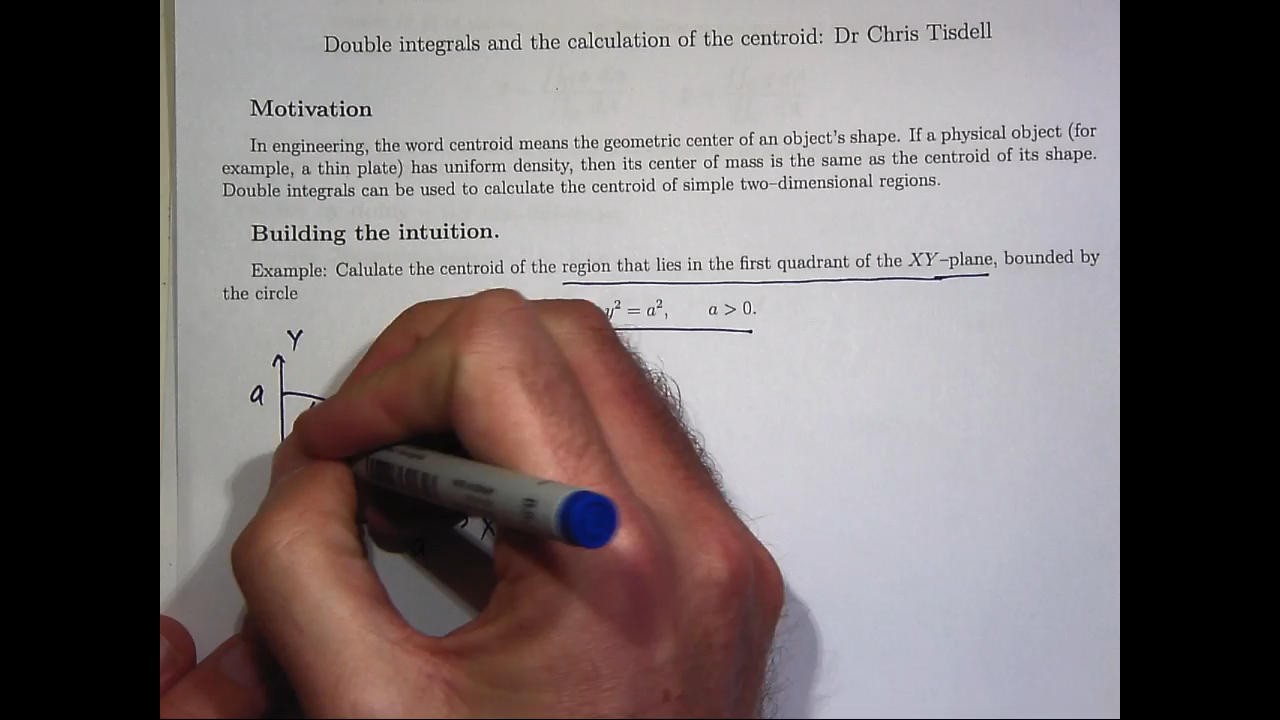 Double integrals and the calculation of the centroid: Dr Chris Tisdell
Motivation
In engineering, the word centroid means the geometric center of an object's shape. If a physical object (for
example, a thin plate) has uniform density, then its center of mass is the same as the centroid of its shape.
Double integrals can be used to calculate the centroid of simple two–dimensional regions.
Building the intuition.
Example: Calulate the centroid of the region that lies in the first quadrant of the XY–plane, bounded by
the circle
y² = a², a > 0.
Y
a
X
a